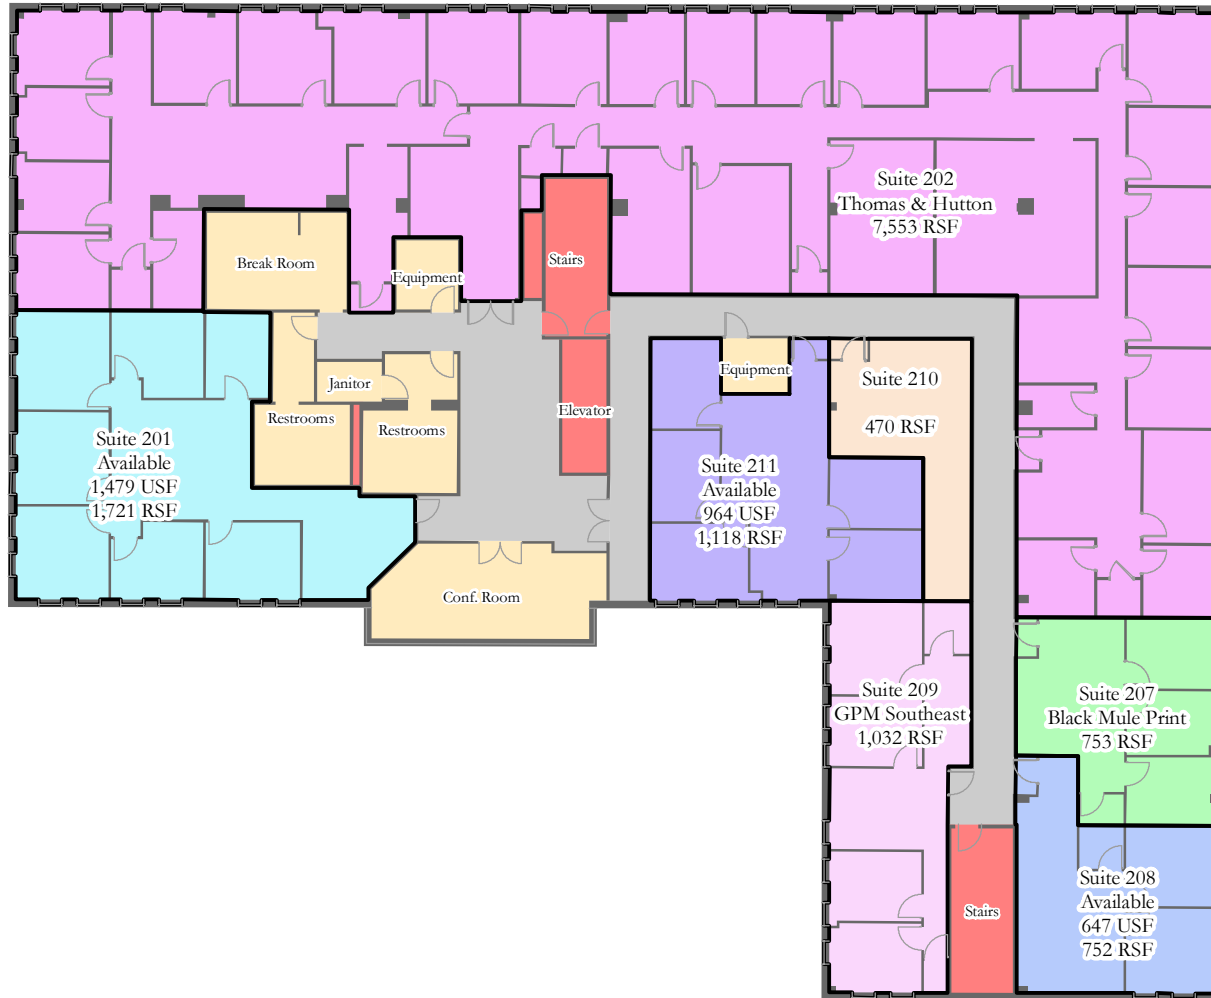 Suite 202
Thomas & Hutton
7,553 RSF
Break Room
Equipment
Stairs
Janitor
Restrooms
Restrooms
Elevator
Equipment
Suite 210
470 RSF
Suite 201
Available
1,479 USF
1,721 RSF
Suite 211
Available
964 USF
1,118 RSF
Conf. Room
Suite 209
GPM Southeast
1,032 RSF
Suite 207
Black Mule Print
753 RSF
Suite 208
Available
647 USF
752 RSF
Stairs